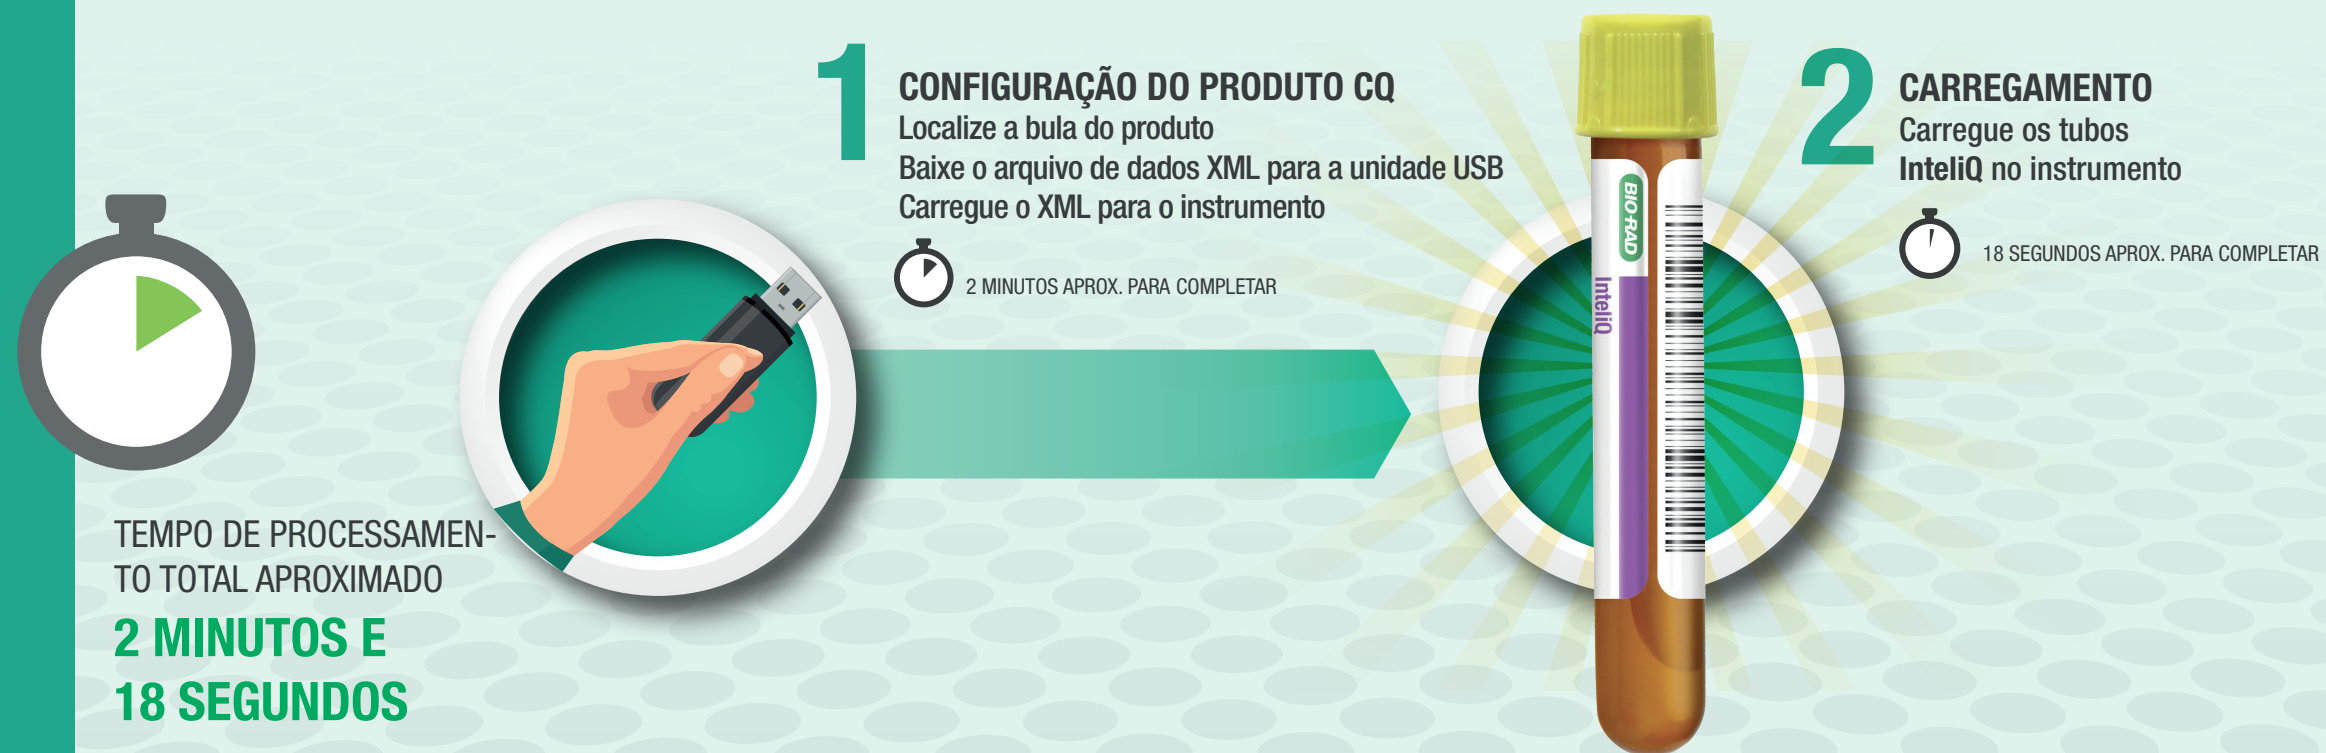 TEMPO DE PROCESSAMEN-
TO TOTAL APROXIMADO
2 MINUTOS E
18 SEGUNDOS
1
CONFIGURAÇÃO DO PRODUTO CQ
Localize a bula do produto
Baixe o arquivo de dados XML para a unidade USB
Carregue o XML para o instrumento
2 MINUTOS APROX. PARA COMPLETAR
BIO-RAD
InteliQ
2
CARREGAMENTO
Carregue os tubos
InteliQ no instrumento
18 SEGUNDOS APROX. PARA COMPLETAR